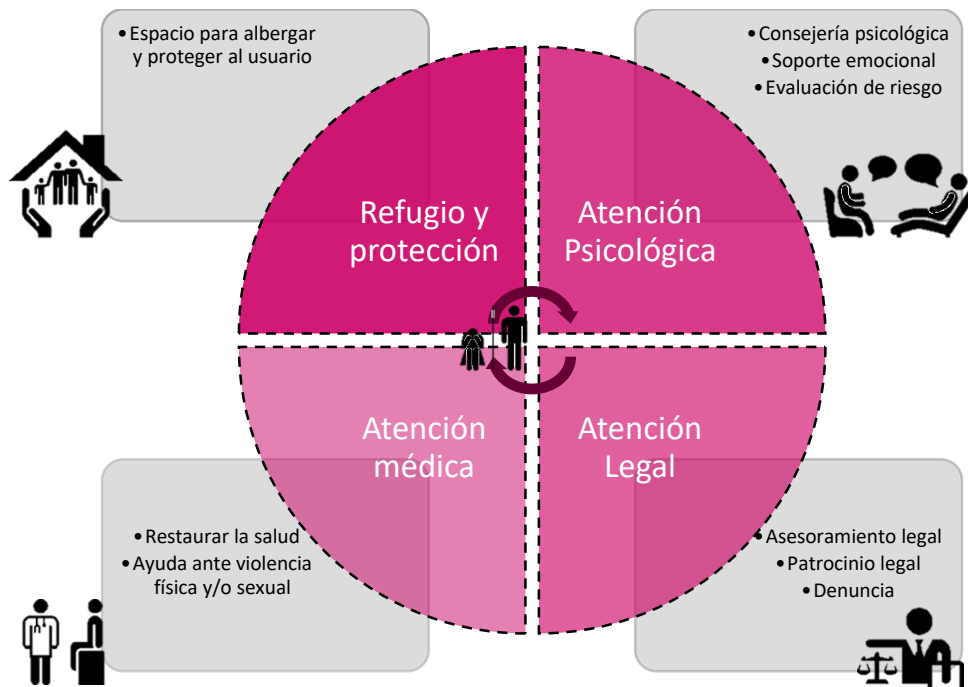 • Espacio para albergar
y proteger al usuario
• Consejería psicológica
• Soporte emocional
• Evaluación de riesgo
Refugio y
protección
Atención
Psicológica
Atención
médica
Atención
Legal
• Restaurar la salud
• Ayuda ante violencia
física y/o sexual
• Asesoramiento legal
• Patrocinio legal
• Denuncia